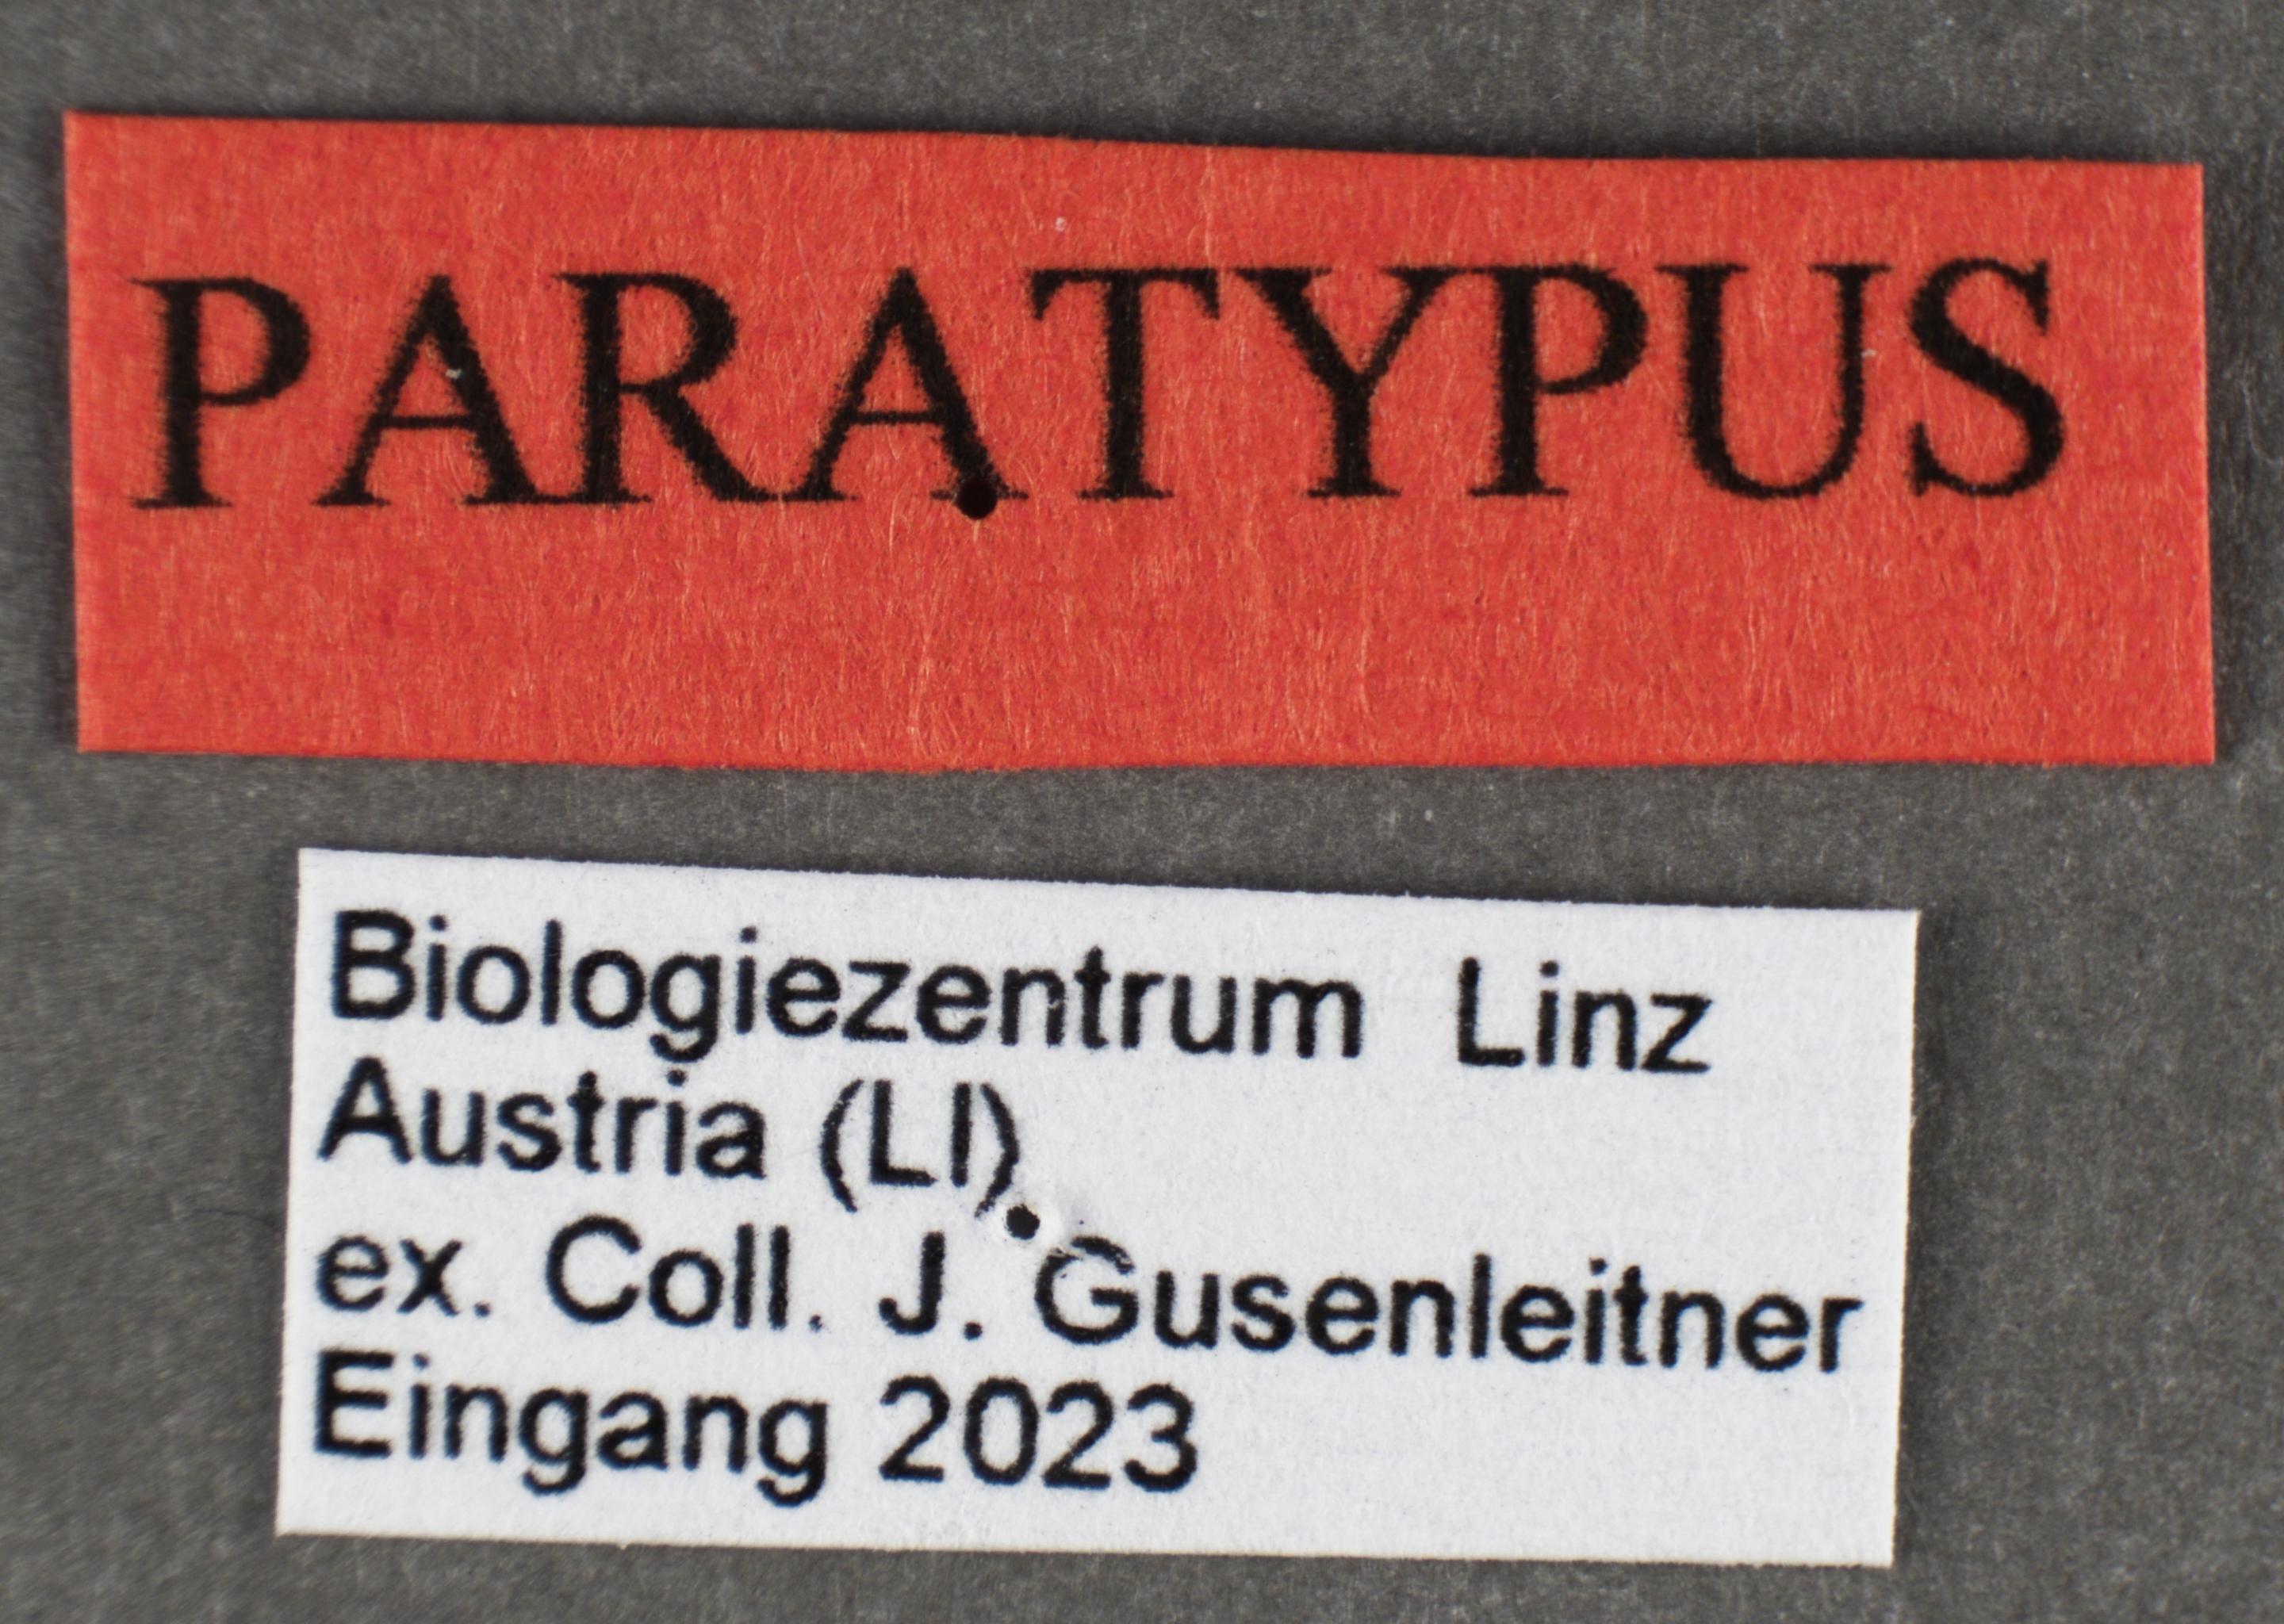 PARATYPUS
Biologiezentrum Linz
Austria (LI)
ex. Coll. J. Gusenleitner
Eingang 2023